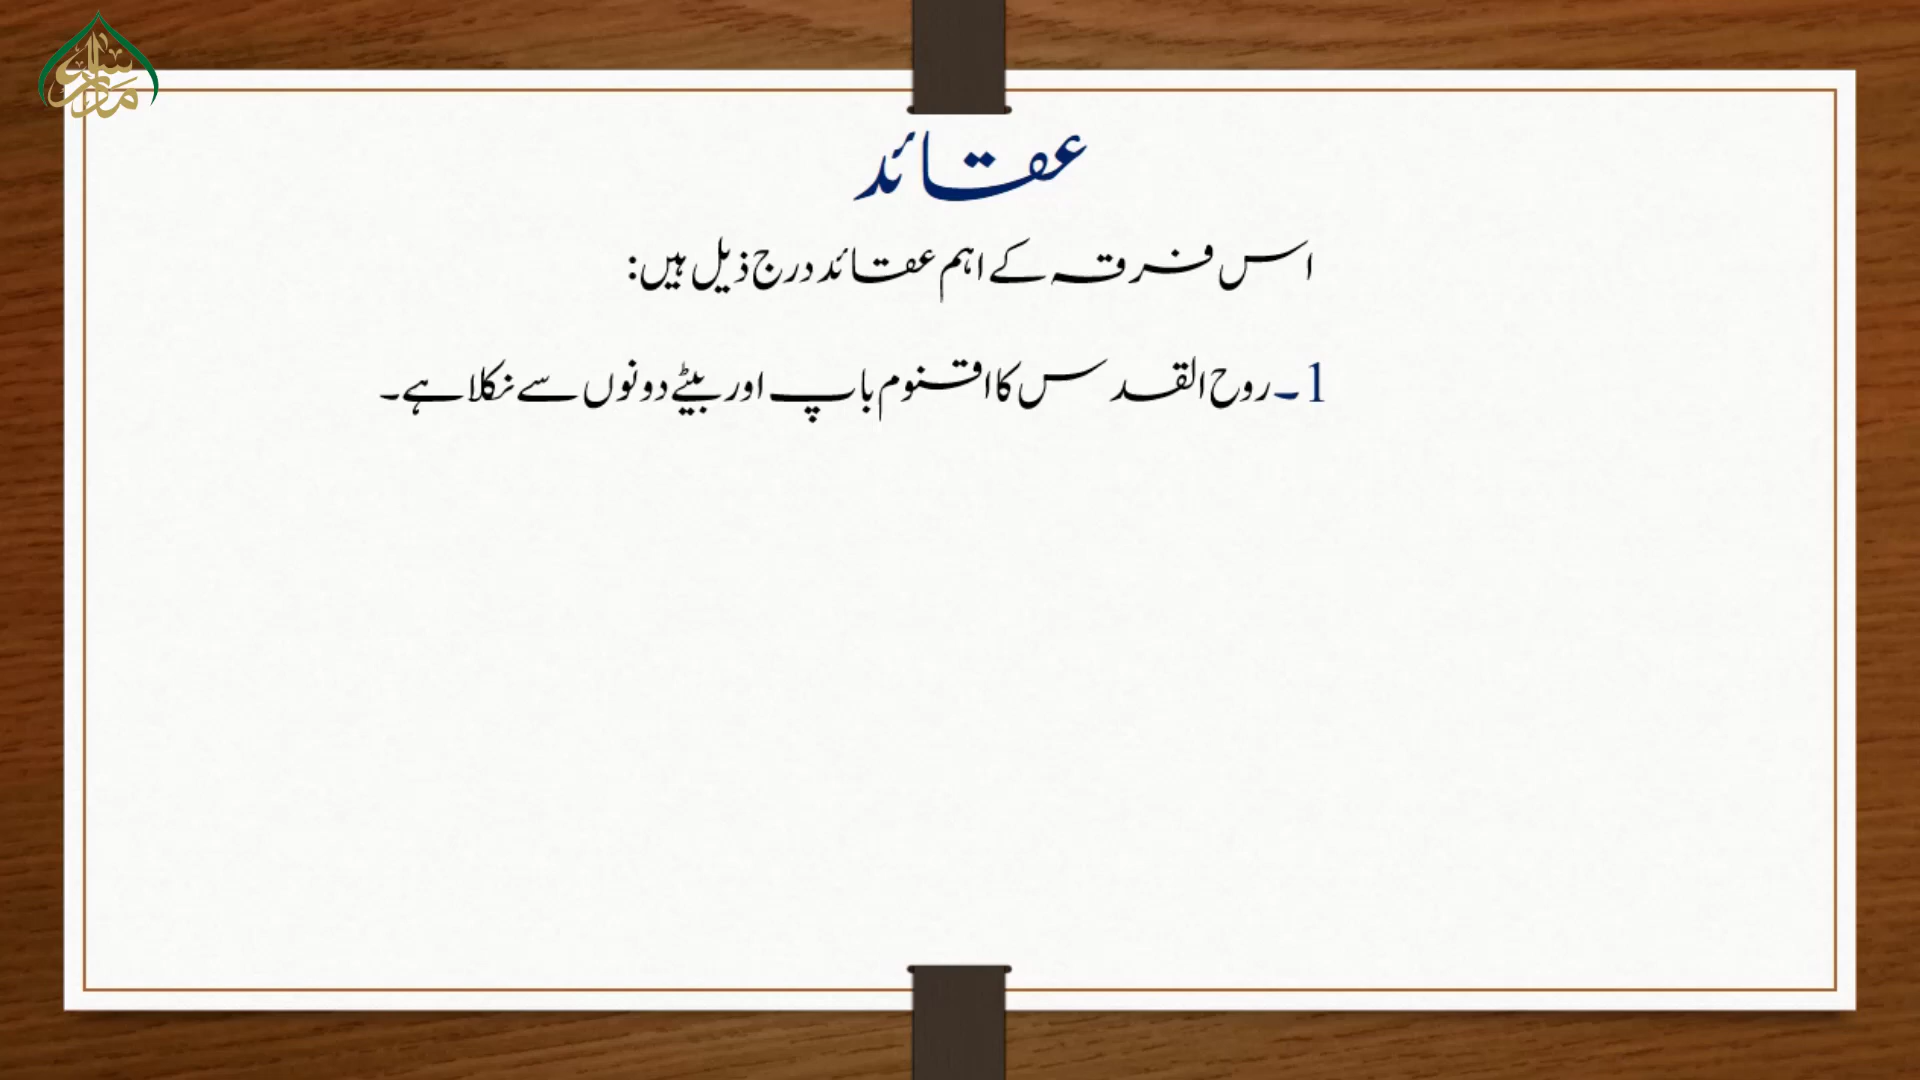 عقائد
اس فرقہ کے اہم عقائد درج ذیل ہیں:
1۔روح القدس کا اقنوم باپ اور بیٹے دونوں سے نکلا ہے۔